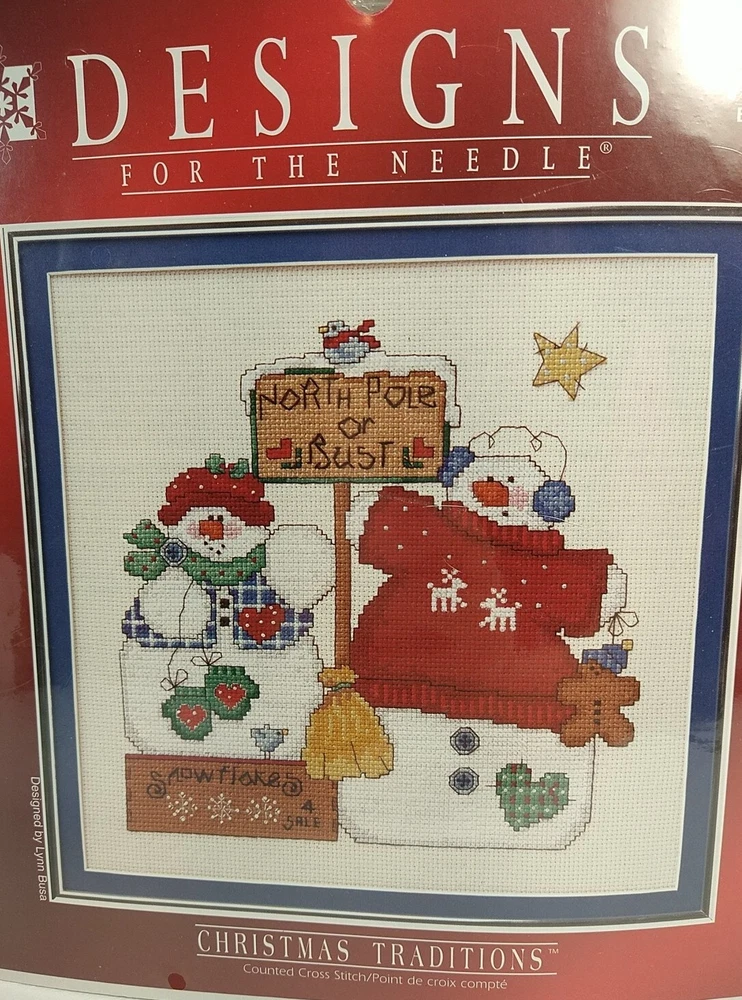 DESIGNS
FOR THE NEEDLE®
NORTH POLE
or
BUST
Snowflakes
4
SALE
Designed by Lynn Busa
CHRISTMAS TRADITIONS™
Counted Cross Stitch/Point de croix compté